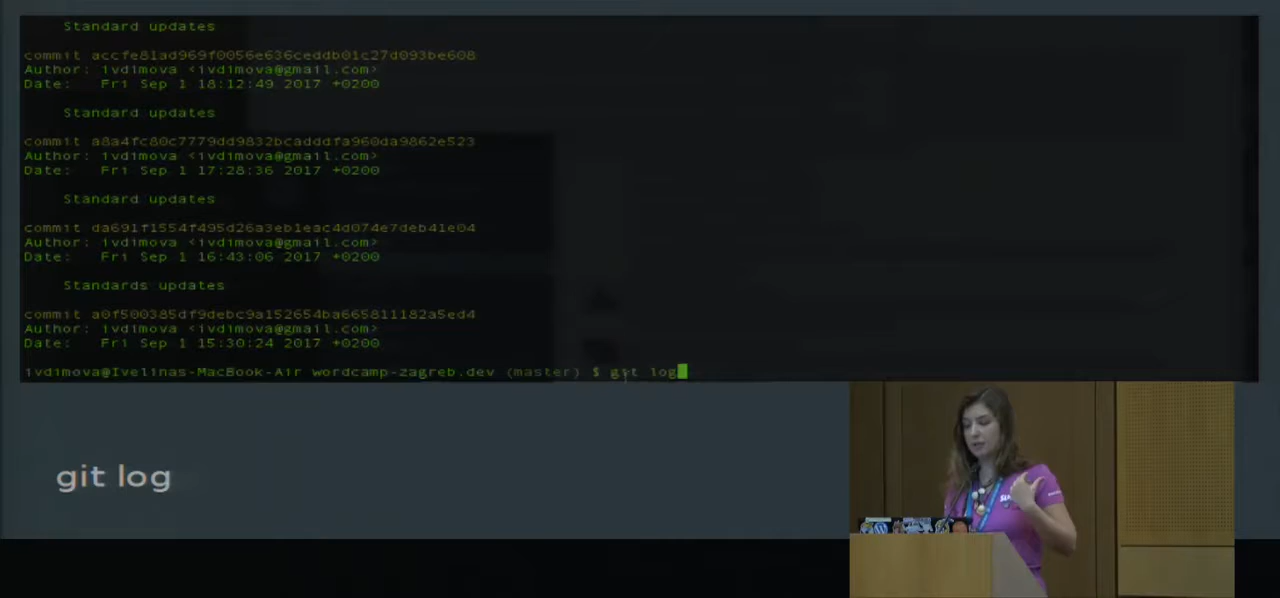 Standard updates
commit accfe81ad969f0056e636ceddb01c27d093be608
Author: ivdimova <ivdimova@gmail.com>
Date: Fri Sep 1 18:12:49 2017 +0200
Standard updates
commit a8a4fc80c7779dd9832bcadddfa960da9862e523
Author: ivdimova <ivdimova@gmail.com>
Date: Fri Sep 1 17:28:36 2017 +0200
Standard updates
commit da691f1554f495d26a3eb1eac4d074e7deb41e04
Author: ivdimova <ivdimova@gmail.com>
Date: Fri Sep 1 16:43:06 2017 +0200
Standards updates
commit a0f500385df9debc9a152654ba665811182a5ed4
Author: ivdimova <ivdimova@gmail.com>
Date: Fri Sep 1 15:30:24 2017 +0200
ivdimova@Ivelinas-MacBook-Air wordcamp-zagreb.dev (master) $ git log
git log